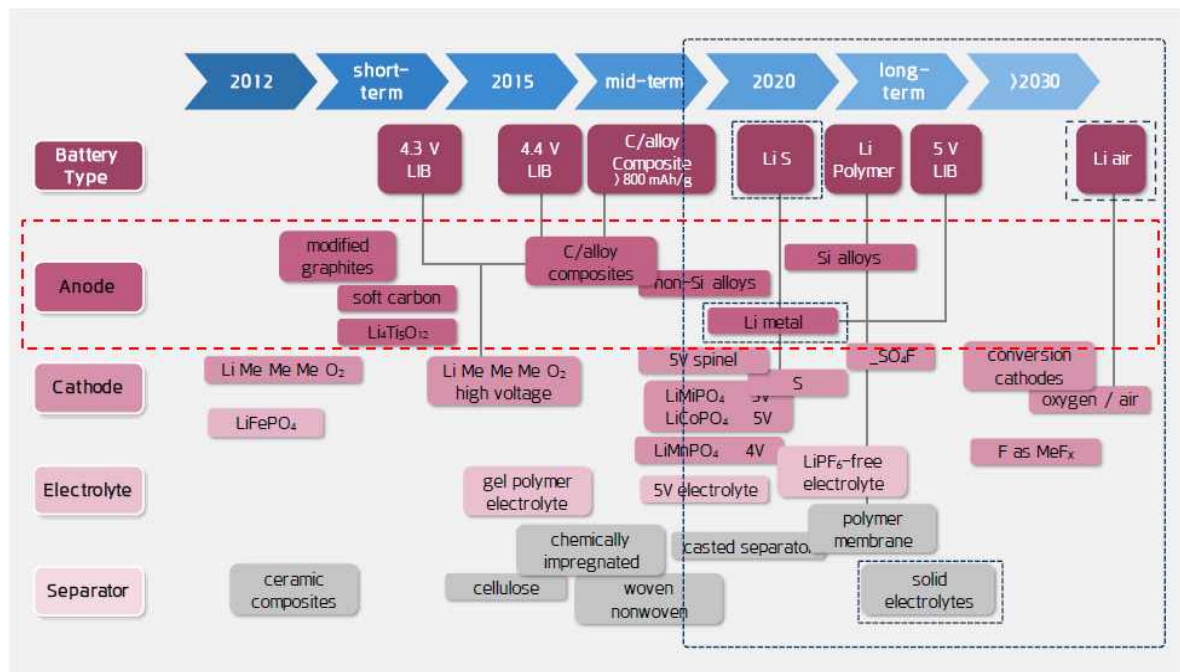 2012
short-
term
2015
mid-term
2020
long-
term
>2030
Battery
Type
4.3 V
LIB
4.4 V
LIB
C/alloy
Composite
>800 mAh/g
Li S
Li
Polymer
5 V
LIB
Li air
Anode
modified
graphites
soft carbon
Li₄Ti₅O₁₂
C/alloy
composites
non-Si alloys
Si alloys
Li metal
Cathode
Li Me Me Me O₂
LiFePO₄
Li Me Me Me O₂
high voltage
5V spinel
LiMiPO₄ 5V
LiCoPO₄ 5V
LiMnPO₄ 4V
S
_SO₄F
conversion
cathodes
oxygen / air
F as MeFₓ
Electrolyte
gel polymer
electrolyte
5V electrolyte
LiPF₆-free
electrolyte
Separator
ceramic
composites
cellulose
chemically
impregnated
woven
nonwoven
casted separator
polymer
membrane
solid
electrolytes